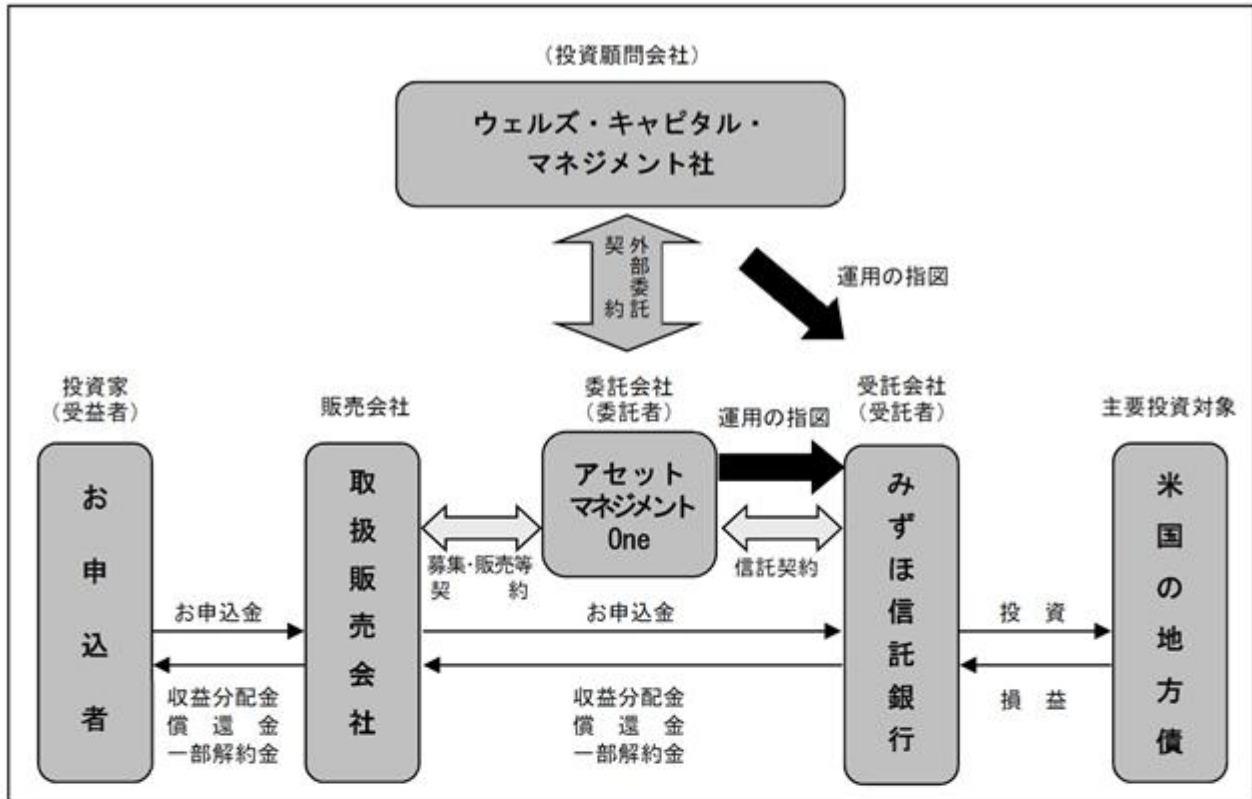 （投資顧問会社）
ウェルズ・キャピタル・
マネジメント社
外部委託
契約
運用の指図
投資家
（受益者）
販売会社
委託会社
（委託者）
運用の指図
受託会社
（受託者）
主要投資対象
お申込者
取扱販売会社
アセット
マネジメント
One
みずほ信託銀行
米国の地方債
募集・販売等
契約
信託契約
お申込金
お申込金
投資
収益分配金
償還金
一部解約金
収益分配金
償還金
一部解約金
損益